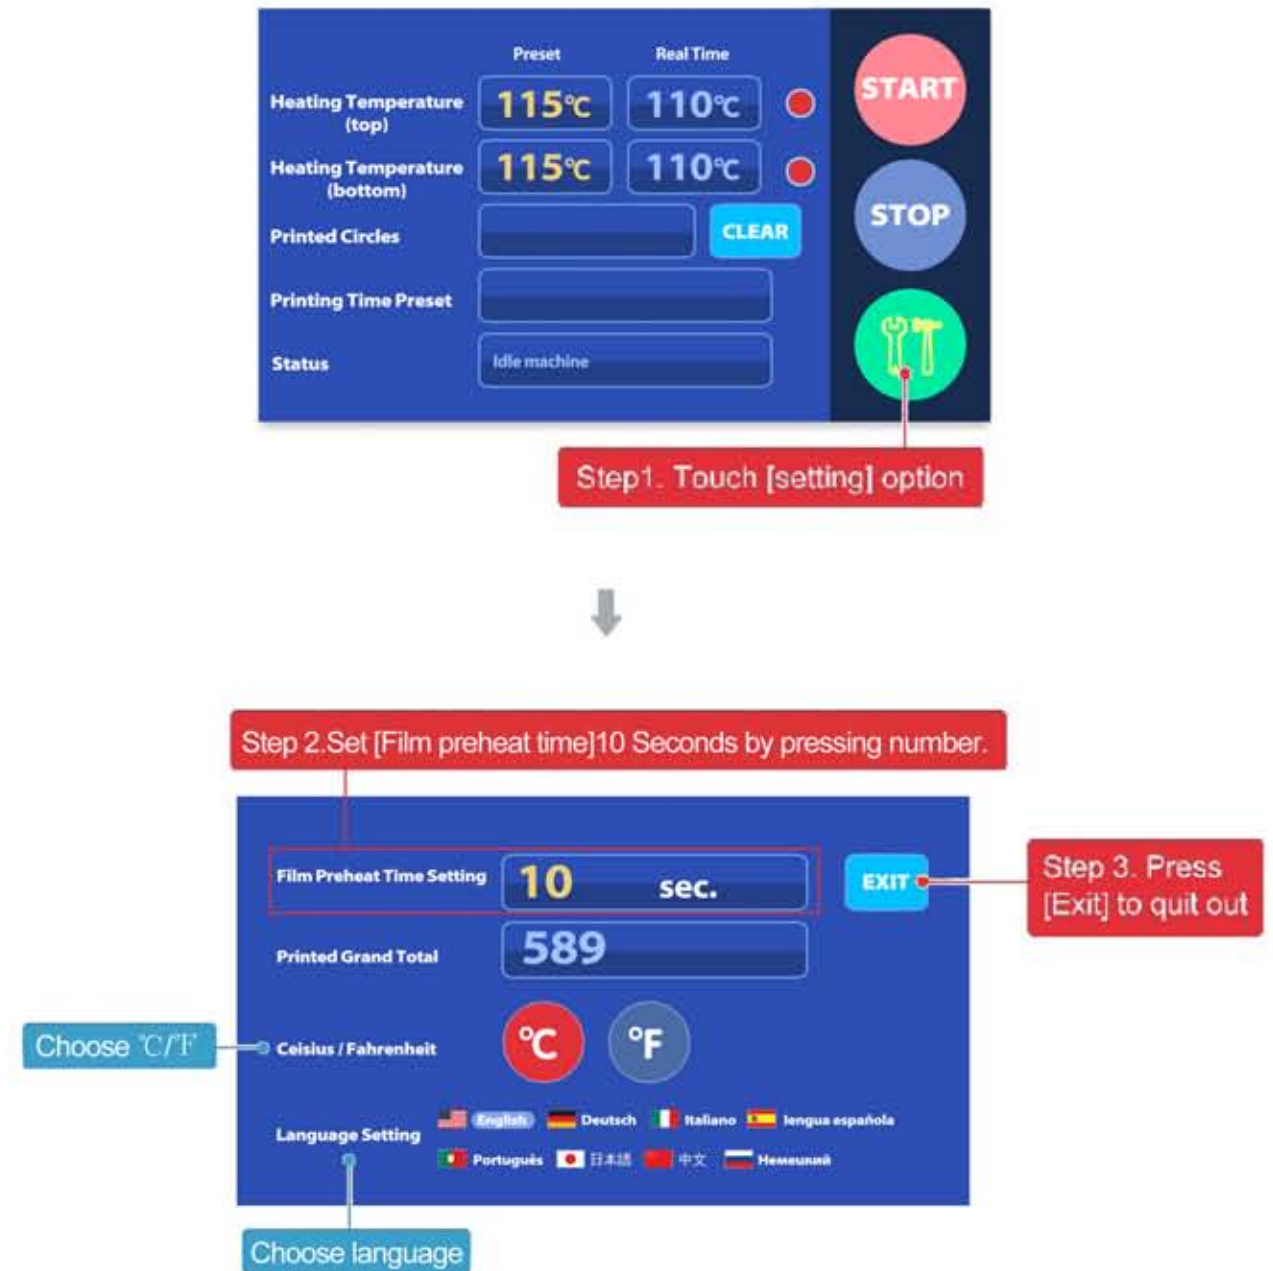 Preset Real Time
Heating Temperature (top) 115℃ 110℃
START
Heating Temperature (bottom) 115℃ 110℃
STOP
Printed Circles CLEAR
Printing Time Preset
Status Idle machine
Step1. Touch [setting] option
Step 2.Set [Film preheat time]10 Seconds by pressing number.
Film Preheat Time Setting 10 sec. EXIT
Step 3. Press
[Exit] to quit out
Printed Grand Total 589
Choose ℃/℉
Ceisius / Fahrenheit ℃ °F
Language Setting
English Deutsch Italiano lengua española
Português 日本語 中文 Немецкий
Choose language